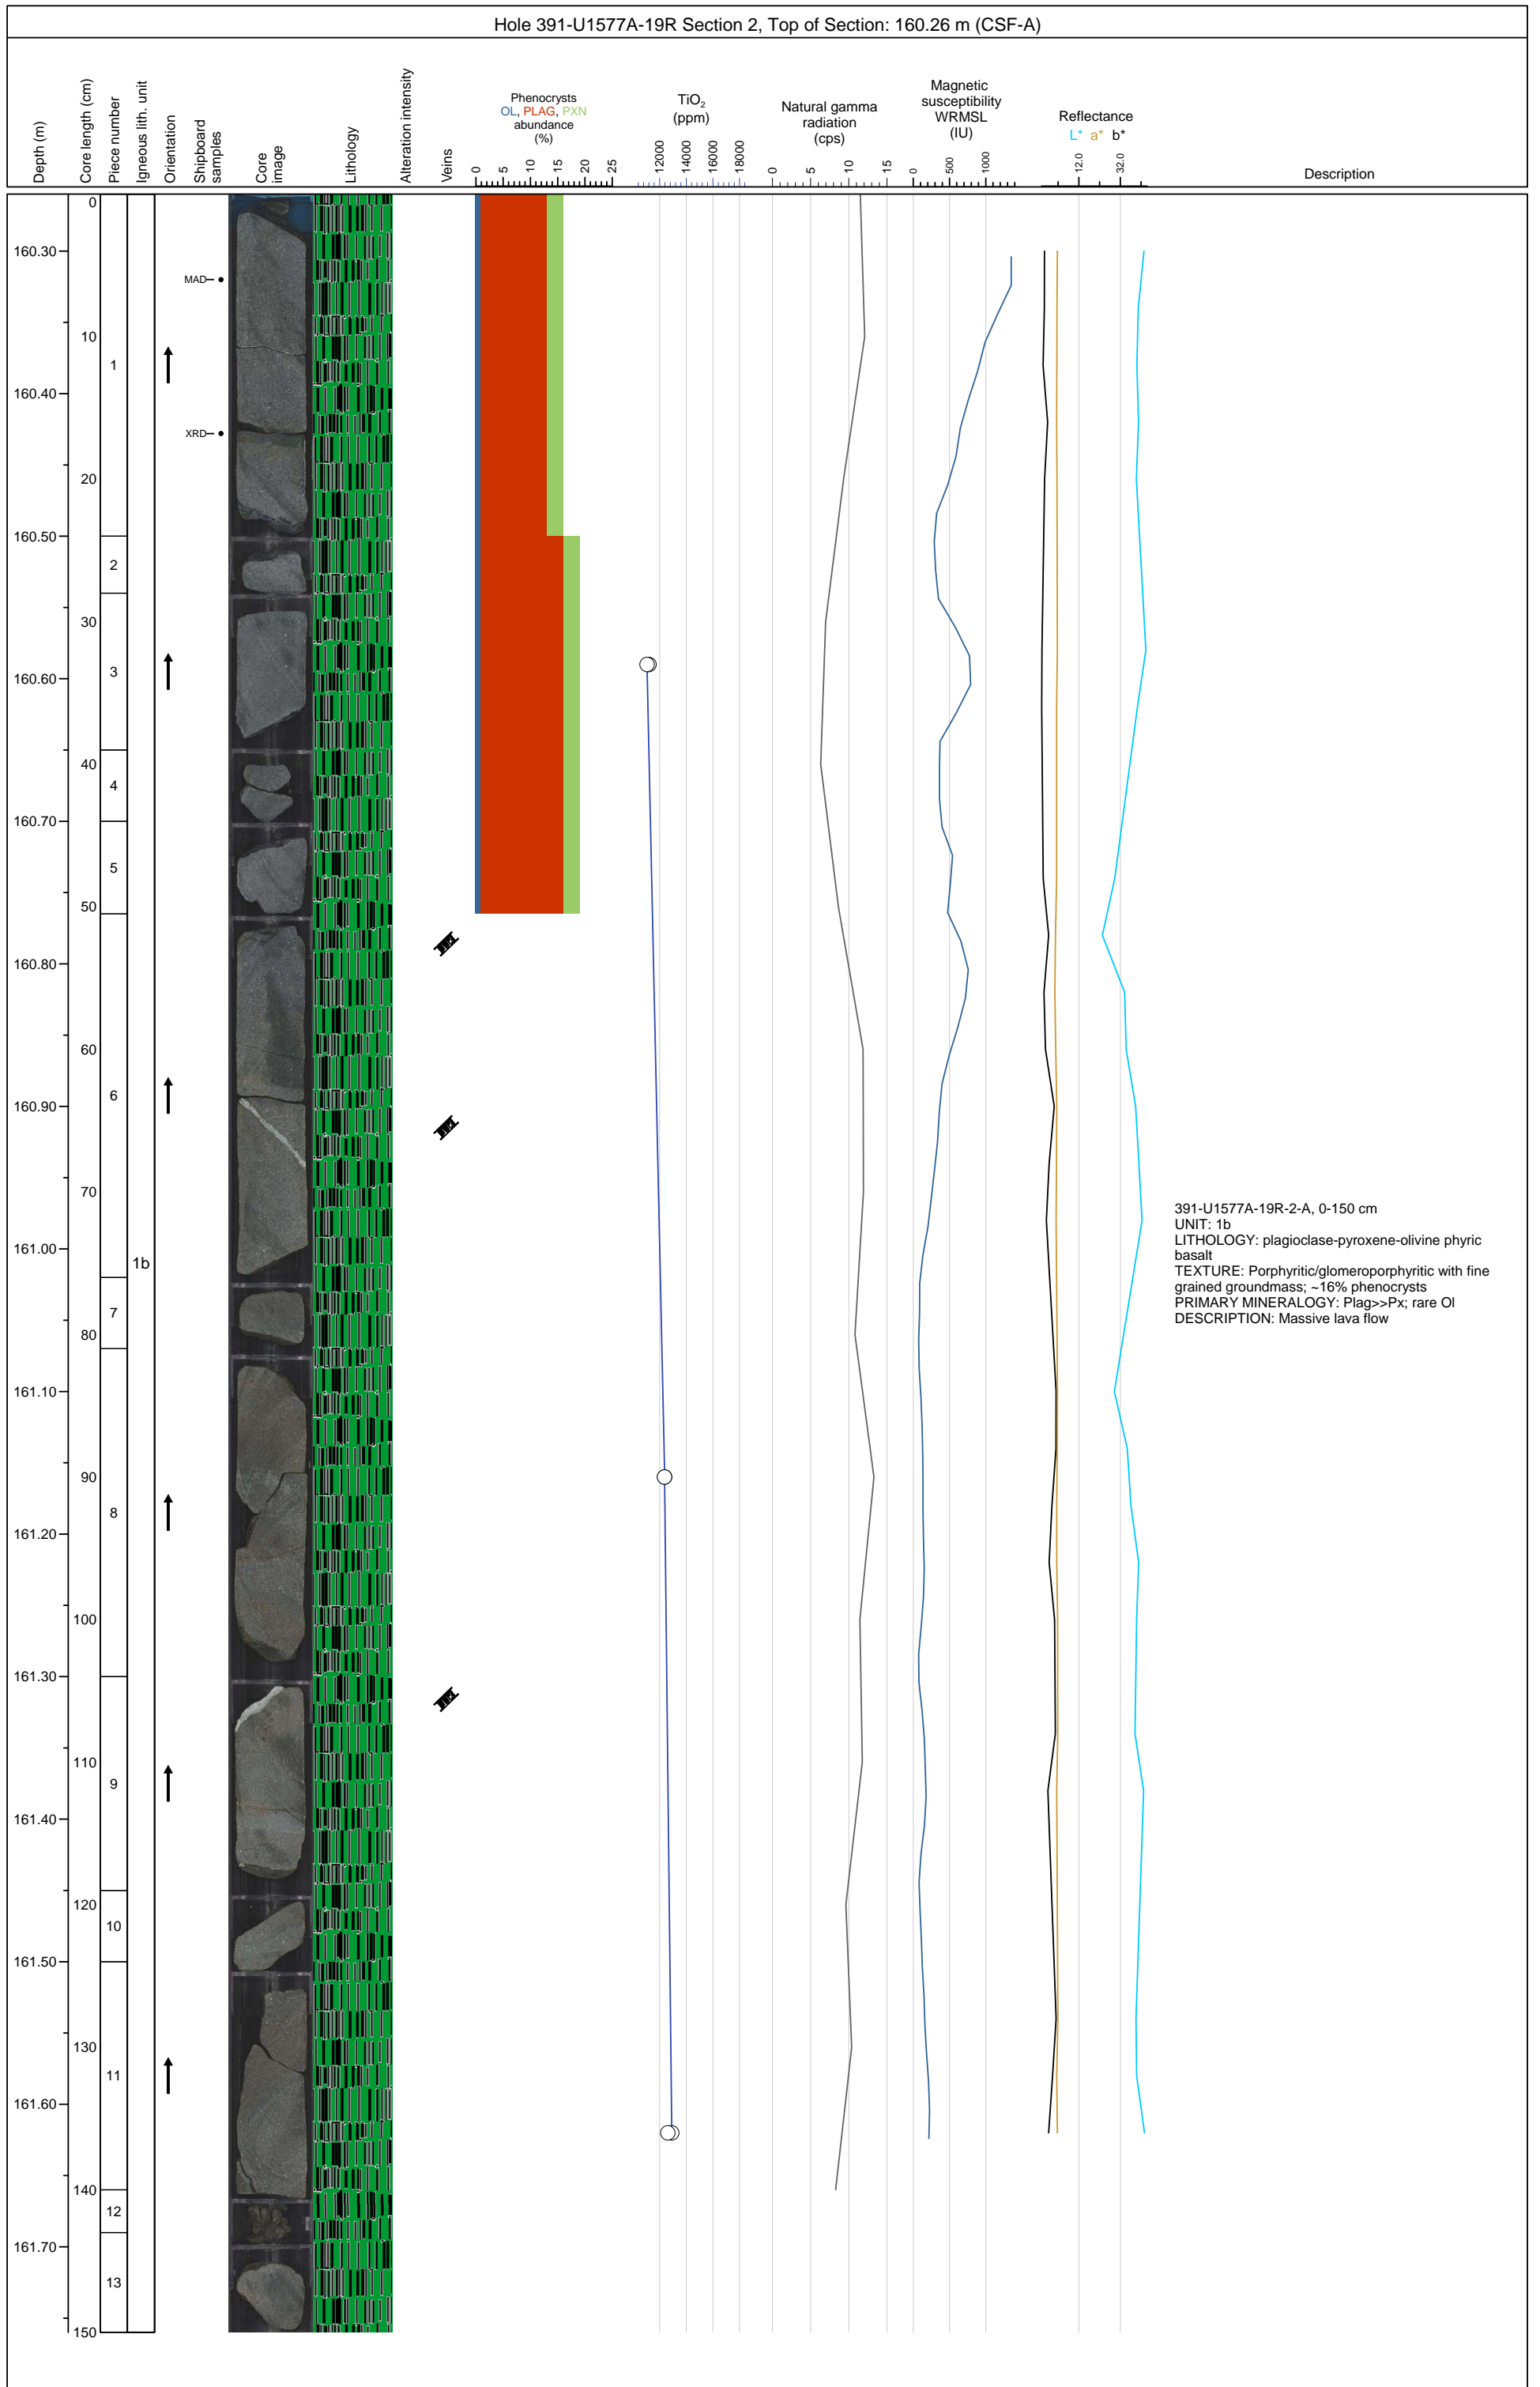 Hole 391-U1577A-19R Section 2, Top of Section: 160.26 m (CSF-A)
Depth (m)
Core length (cm)
Piece number
Igneous lith. unit
Orientation
Shipboard
samples
Core
image
Lithology
Alteration intensity
Veins
Phenocrysts
OL, PLAG, PXN
abundance
(%)
0 5 10 15 20 25
TiO2
(ppm)
12000 14000 16000 18000
Natural gamma
radiation
(cps)
0 5 10 15
Magnetic
susceptibility
WRMSL
(IU)
0 500 1000
Reflectance
L* a* b*
12.0 32.0
Description
0
160.30
MAD
10
1
160.40
XRD
20
160.50
2
30
3
160.60
40
4
160.70
5
50
160.80
60
6
160.90
70
161.00
1b
7
80
161.10
90
8
161.20
100
161.30
110
9
161.40
120
10
161.50
130
11
161.60
140
12
161.70
13
150
391-U1577A-19R-2-A, 0-150 cm
UNIT: 1b
LITHOLOGY: plagioclase-pyroxene-olivine phyric
basalt
TEXTURE: Porphyritic/glomeroporphyritic with fine
grained groundmass; ~16% phenocrysts
PRIMARY MINERALOGY: Plag>>Px; rare Ol
DESCRIPTION: Massive lava flow